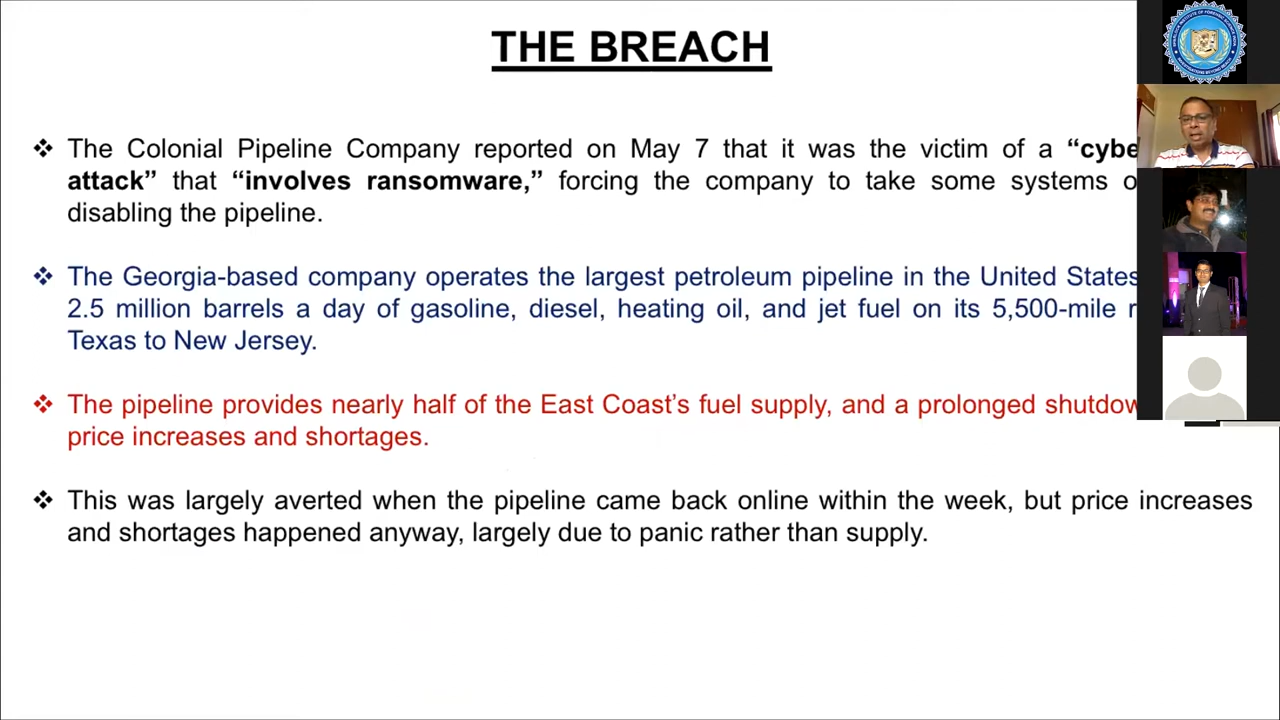 THE BREACH
❖ The Colonial Pipeline Company reported on May 7 that it was the victim of a “cybe
attack” that “involves ransomware,” forcing the company to take some systems o
disabling the pipeline.
❖ The Georgia-based company operates the largest petroleum pipeline in the United States
2.5 million barrels a day of gasoline, diesel, heating oil, and jet fuel on its 5,500-mile r
Texas to New Jersey.
❖ The pipeline provides nearly half of the East Coast’s fuel supply, and a prolonged shutdow
price increases and shortages.
❖ This was largely averted when the pipeline came back online within the week, but price increases
and shortages happened anyway, largely due to panic rather than supply.